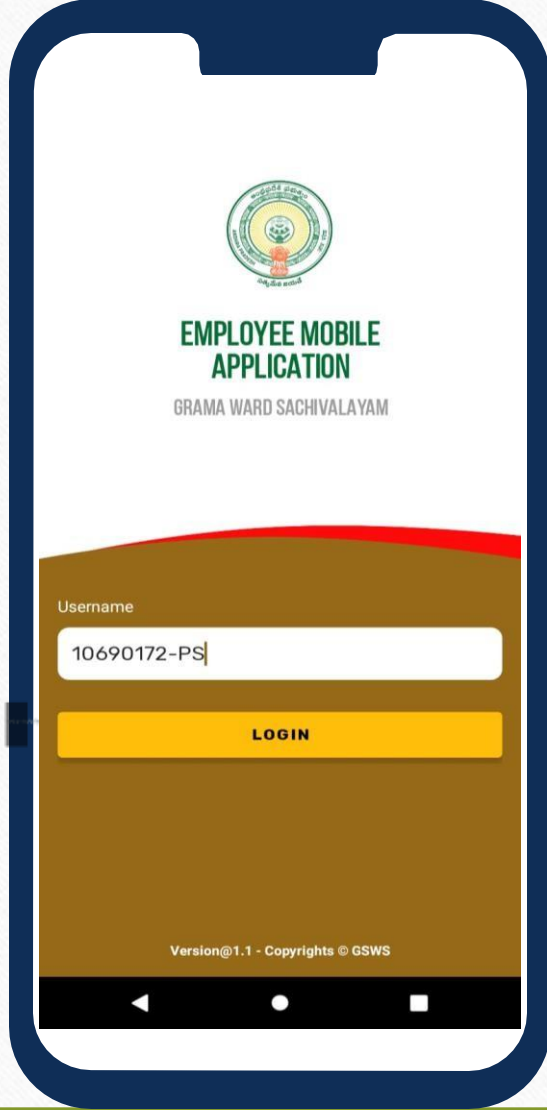 EMPLOYEE MOBILE
APPLICATION
GRAMA WARD SACHIVALAYAM
Username
10690172-PS
LOGIN
Version@1.1 - Copyrights © GSWS